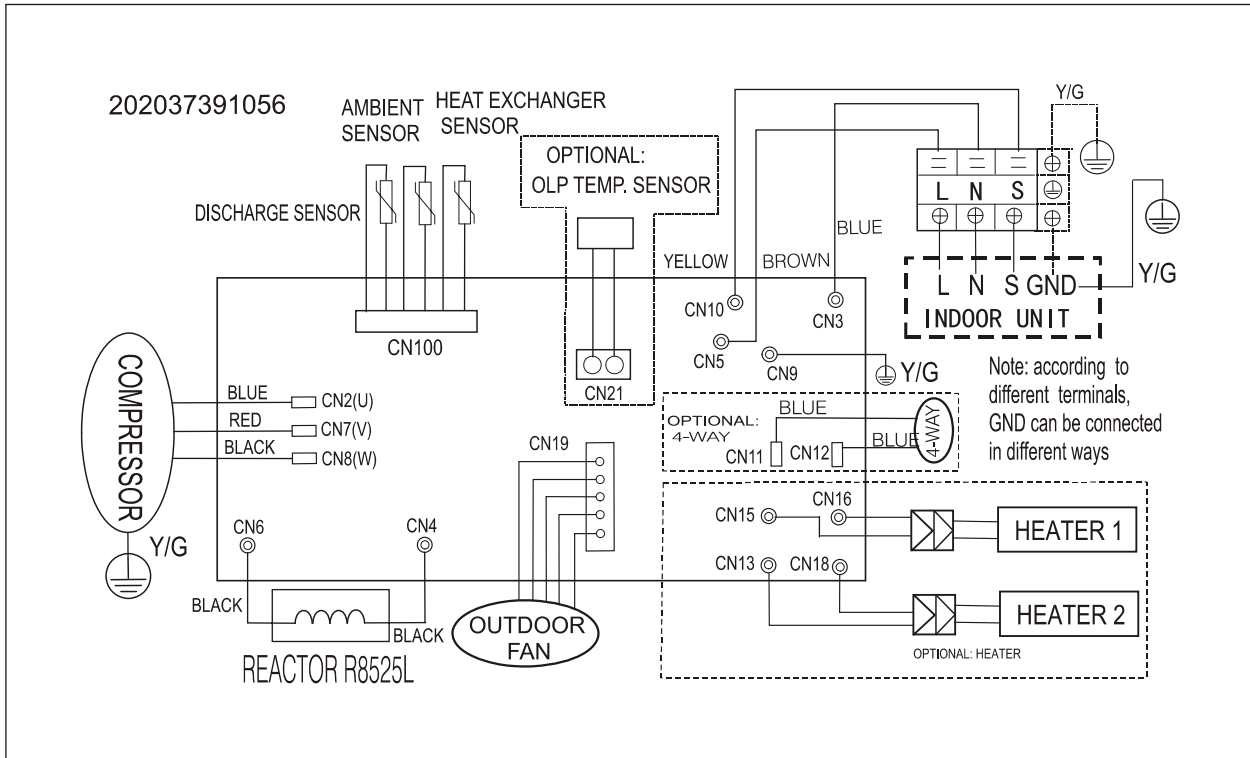 202037391056
AMBIENT
SENSOR
HEAT EXCHANGER
SENSOR
DISCHARGE SENSOR
OPTIONAL:
OLP TEMP. SENSOR
Y/G
L N S
BLUE
YELLOW
BROWN
L N S GND
INDOOR UNIT
Y/G
CN10
CN3
CN5
CN9
Y/G
CN100
CN21
Note: according to
different terminals,
GND can be connected
in different ways
COMPRESSOR
BLUE
CN2(U)
RED
CN7(V)
BLACK
CN8(W)
Y/G
OPTIONAL:
4-WAY
BLUE
BLUE
CN11
CN12
4-WAY
CN19
CN6
CN4
BLACK
BLACK
REACTOR R8525L
OUTDOOR
FAN
CN15
CN16
HEATER 1
CN13
CN18
HEATER 2
OPTIONAL: HEATER